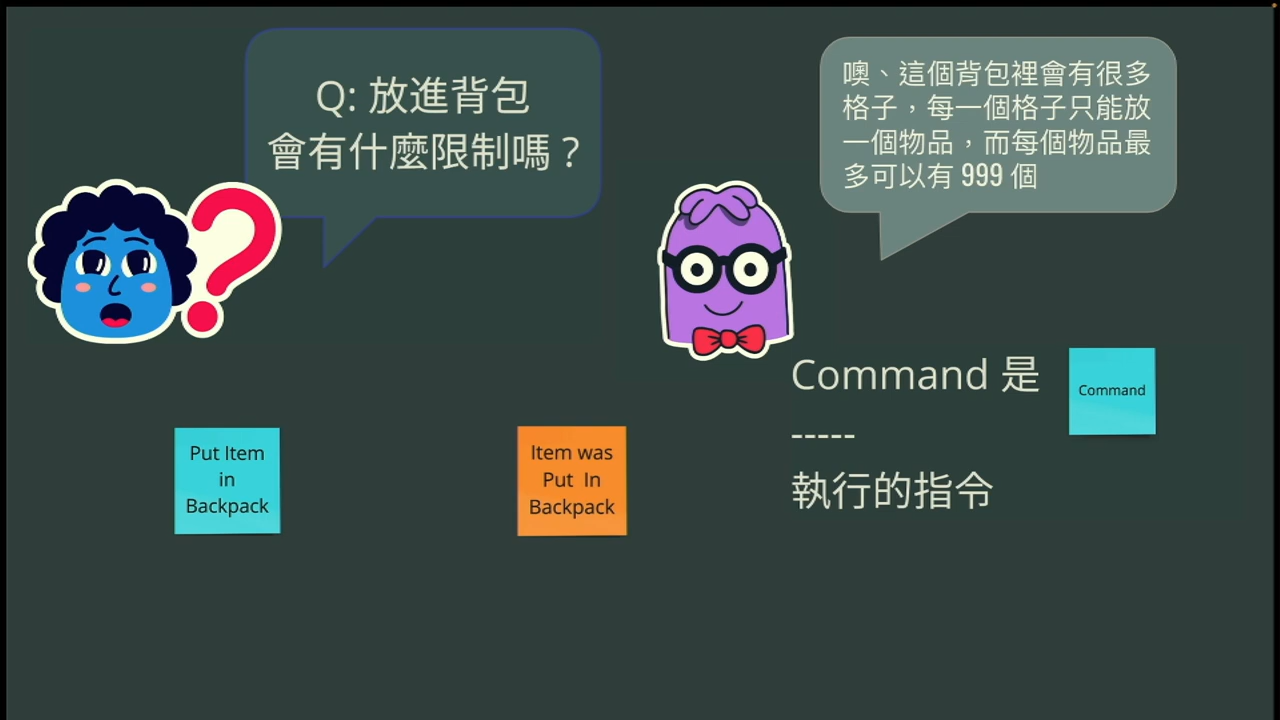 Q: 放進背包
會有什麼限制嗎？
噢、這個背包裡會有很多
格子，每一個格子只能放
一個物品，而每個物品最
多可以有 999 個
Command 是
-----
執行的指令
Command
Put Item
in
Backpack
Item was
Put In
Backpack